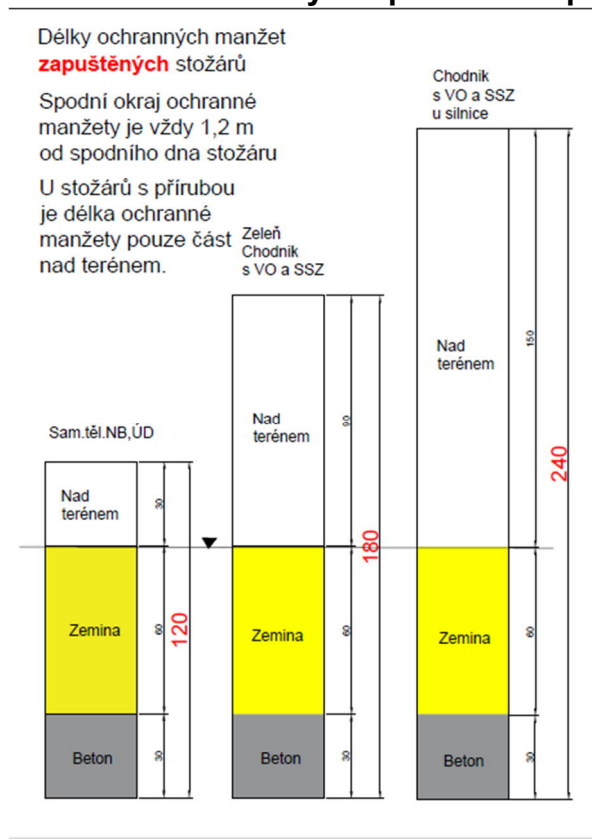 Délky ochranných manžet
zapuštěných stožárů
Spodní okraj ochranné
manžety je vždy 1,2 m
od spodního dna stožáru
U stožárů s přírubou
je délka ochranné
manžety pouze část
nad terénem.
Sam.těl.NB,ÚD
Nad
terénem
30
Zemina
60
120
Beton
30
Zeleň
Chodnik
s VO a SSZ
Nad
terénem
90
180
Zemina
60
Beton
30
Chodnik
s VO a SSZ
u silnice
Nad
terénem
150
240
Zemina
60
Beton
30